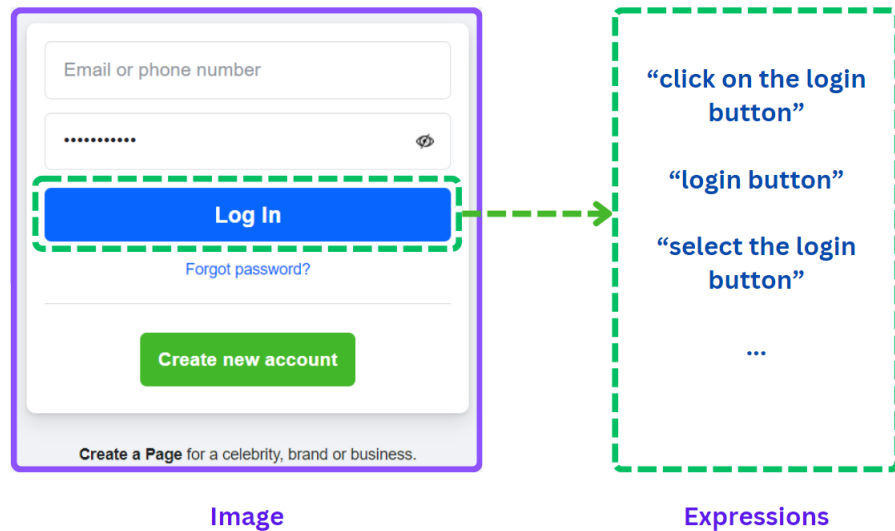 Email or phone number
•••••••••••
Log In
Forgot password?
Create new account
Create a Page for a celebrity, brand or business.
Image
“click on the login
button”
“login button”
“select the login
button”
...
Expressions